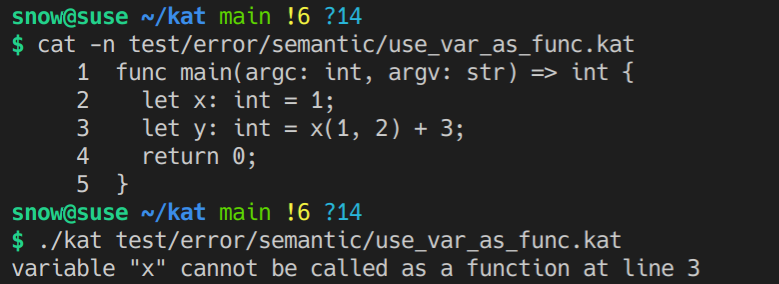 snow@suse ~/kat main !6 ?14
$ cat -n test/error/semantic/use_var_as_func.kat
     1  func main(argc: int, argv: str) => int {
     2    let x: int = 1;
     3    let y: int = x(1, 2) + 3;
     4    return 0;
     5  }
snow@suse ~/kat main !6 ?14
$ ./kat test/error/semantic/use_var_as_func.kat
variable "x" cannot be called as a function at line 3